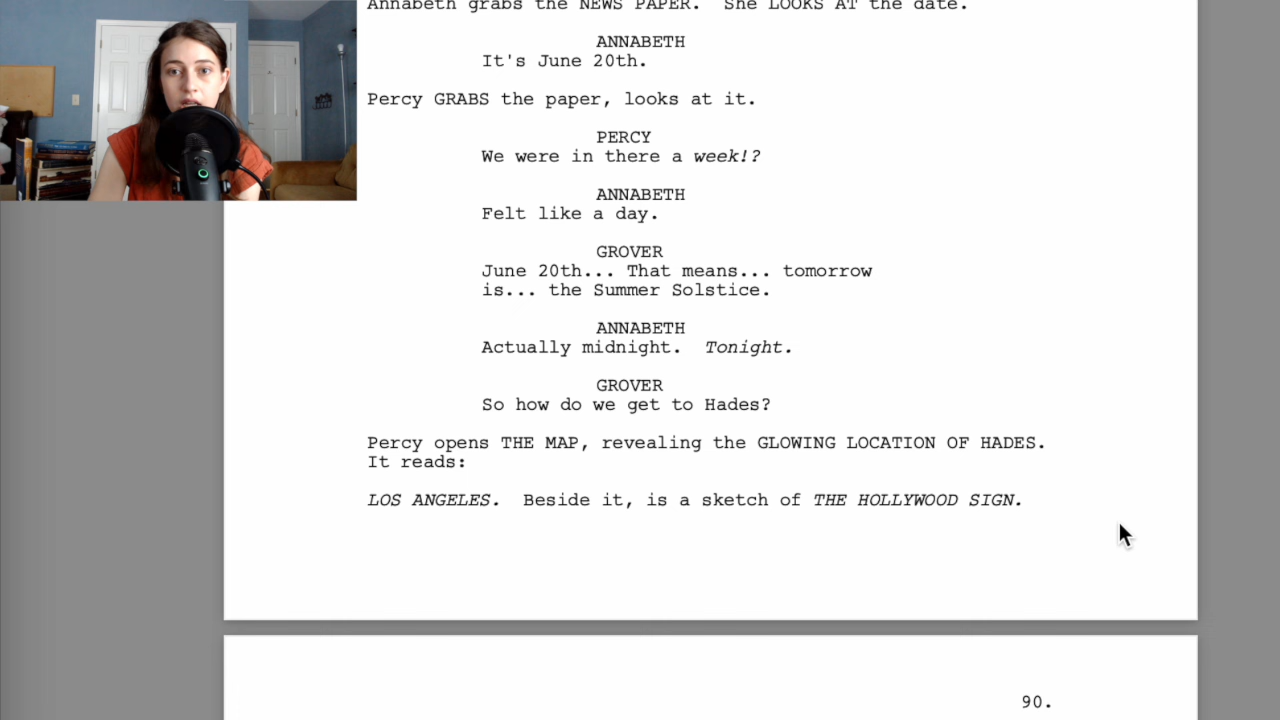 Annabeth grabs the NEWS PAPER.  She LOOKS AT the date.
ANNABETH
It's June 20th.
Percy GRABS the paper, looks at it.
PERCY
We were in there a week!?
ANNABETH
Felt like a day.
GROVER
June 20th... That means... tomorrow
is... the Summer Solstice.
ANNABETH
Actually midnight.  Tonight.
GROVER
So how do we get to Hades?
Percy opens THE MAP, revealing the GLOWING LOCATION OF HADES.
It reads:
LOS ANGELES.  Beside it, is a sketch of THE HOLLYWOOD SIGN.
90.